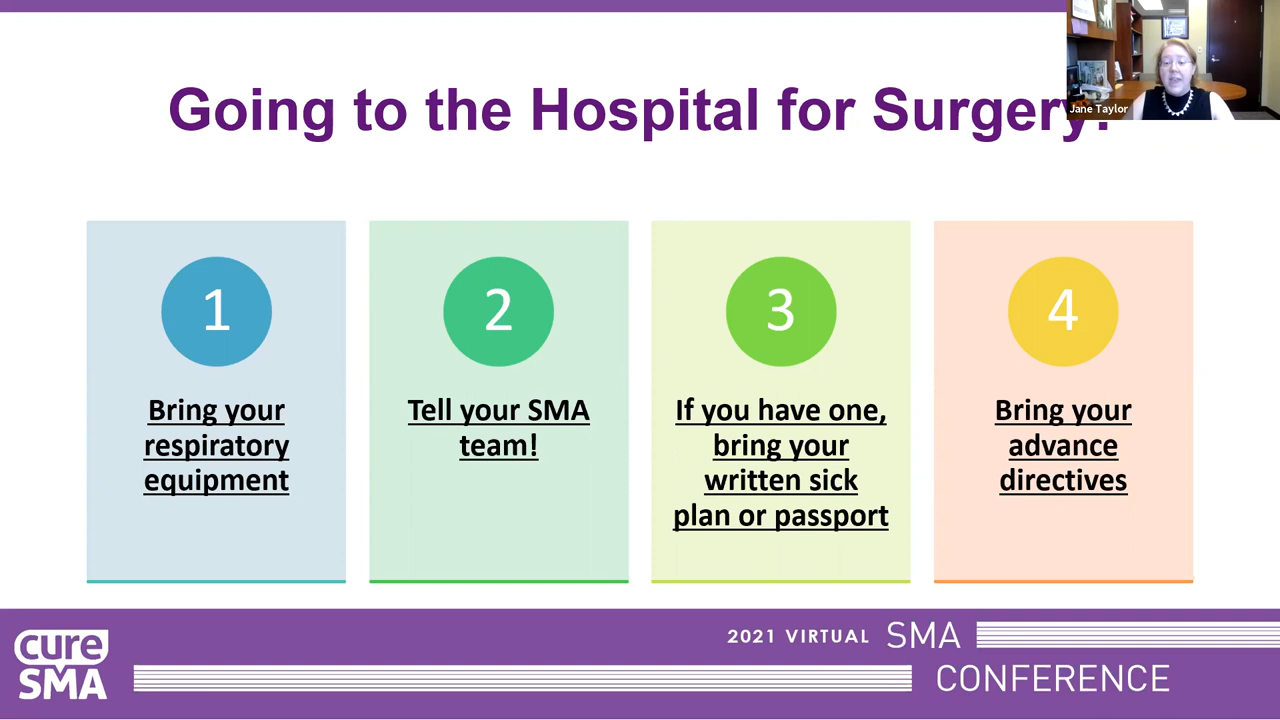 Going to the Hospital for Surgery.
Jane Taylor
1
Bring your
respiratory
equipment
2
Tell your SMA
team!
3
If you have one,
bring your
written sick
plan or passport
4
Bring your
advance
directives
cure
SMA
2021 VIRTUAL SMA
CONFERENCE